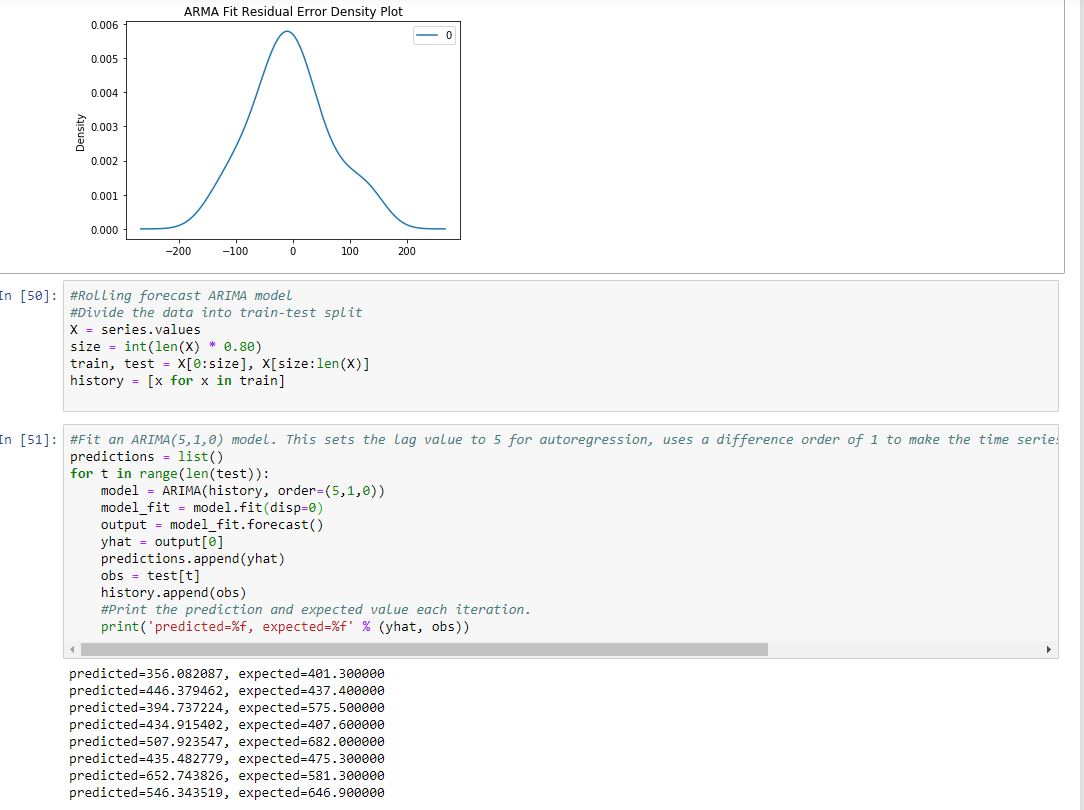 ARMA Fit Residual Error Density Plot
0.006
0.005
0.004
0.003
0.002
0.001
0.000
Density
0
−200 −100 0 100 200
In [50]:
#Rolling forecast ARIMA model
#Divide the data into train-test split
X = series.values
size = int(len(X) * 0.80)
train, test = X[0:size], X[size:len(X)]
history = [x for x in train]
In [51]:
#Fit an ARIMA(5,1,0) model. This sets the lag value to 5 for autoregression, uses a difference order of 1 to make the time series
predictions = list()
for t in range(len(test)):
    model = ARIMA(history, order=(5,1,0))
    model_fit = model.fit(disp=0)
    output = model_fit.forecast()
    yhat = output[0]
    predictions.append(yhat)
    obs = test[t]
    history.append(obs)
    #Print the prediction and expected value each iteration.
    print('predicted=%f, expected=%f' % (yhat, obs))
predicted=356.082087, expected=401.300000
predicted=446.379462, expected=437.400000
predicted=394.737224, expected=575.500000
predicted=434.915402, expected=407.600000
predicted=507.923547, expected=682.000000
predicted=435.482779, expected=475.300000
predicted=652.743826, expected=581.300000
predicted=546.343519, expected=646.900000